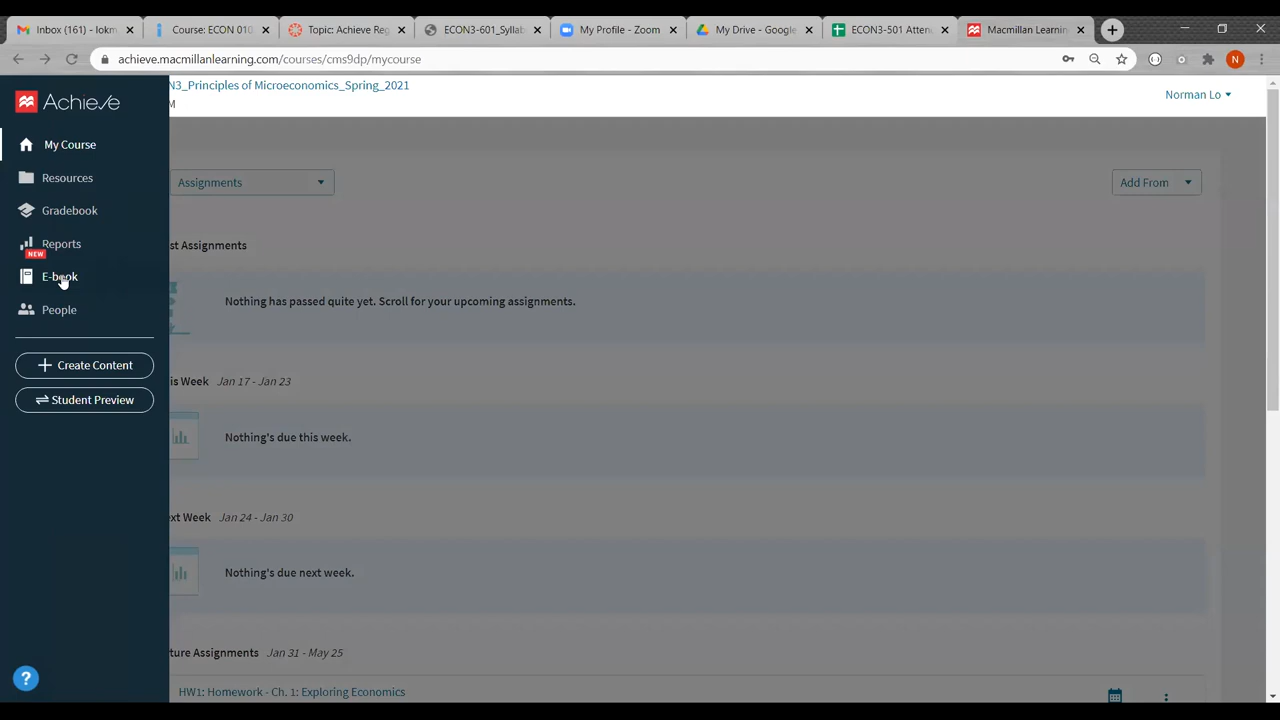 Inbox (161) - lokm
Course: ECON 010
Topic: Achieve Reg
ECON3-601_Sylla
My Profile - Zoom
My Drive - Google
ECON3-501 Atten
Macmillan Learnin
achieve.macmillanlearning.com/courses/cms9dp/mycourse
N
Achieve
N3_Principles of Microeconomics_Spring_2021
M
Norman Lo
My Course
Resources
Gradebook
Reports
NEW
E-book
People
+ Create Content
Student Preview
?
Assignments
Add From
st Assignments
Nothing has passed quite yet. Scroll for your upcoming assignments.
is Week Jan 17 - Jan 23
Nothing's due this week.
ext Week Jan 24 - Jan 30
Nothing's due next week.
ture Assignments Jan 31 - May 25
HW1: Homework - Ch. 1: Exploring Economics